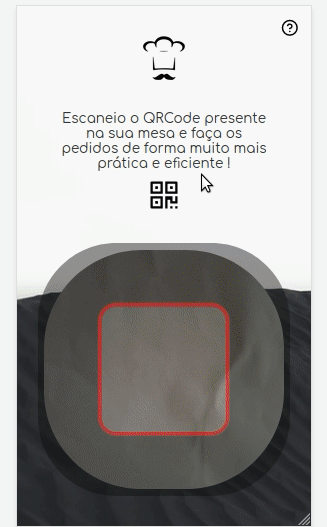 Escaneio o QRCode presente
na sua mesa e faça os
pedidos de forma muito mais
prática e eficiente !